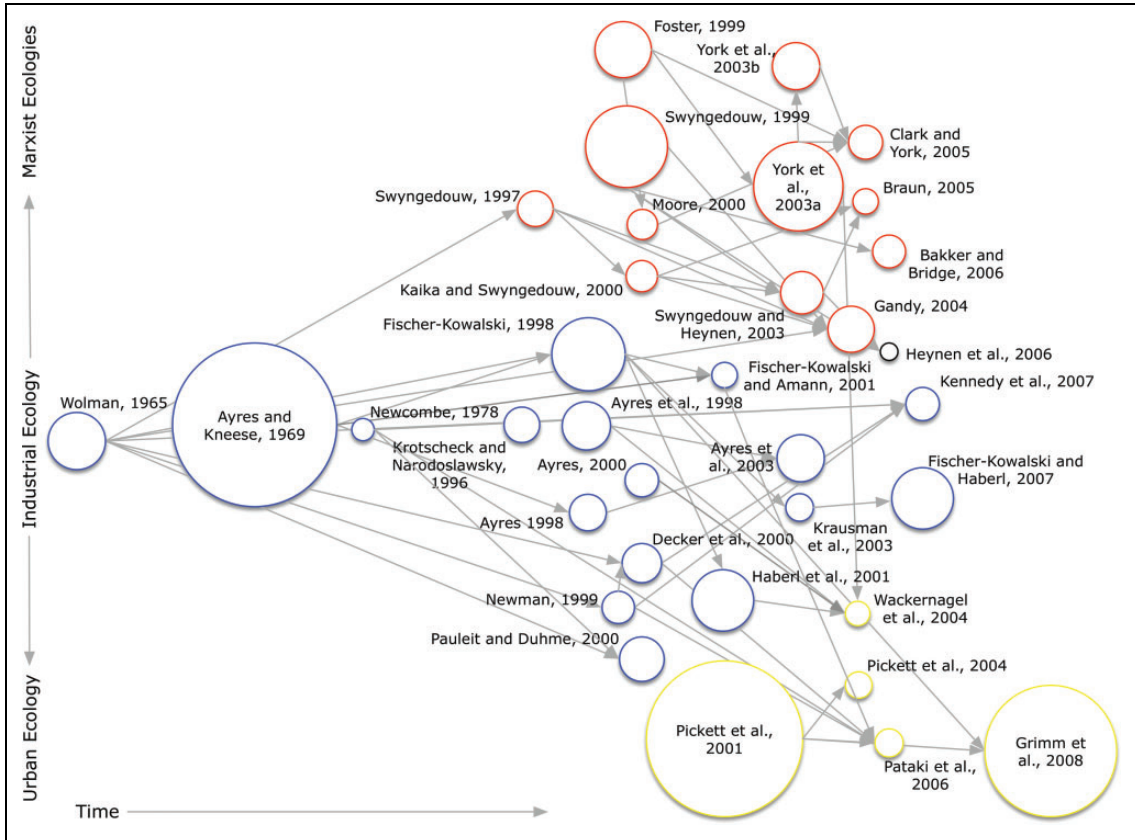 Marxist Ecologies
Industrial Ecology
Urban Ecology
Time
Foster, 1999
York et al.,
2003b
Swyngedouw, 1999
Clark and
York, 2005
York et
al.,
2003a
Swyngedouw, 1997
Moore, 2000
Braun, 2005
Bakker and
Bridge, 2006
Kaika and Swyngedouw, 2000
Swyngedouw and
Heynen, 2003
Gandy, 2004
Fischer-Kowalski, 1998
Heynen et al., 2006
Fischer-Kowalski
and Amann, 2001
Kennedy et al., 2007
Wolman, 1965
Ayres and
Kneese, 1969
Newcombe, 1978
Ayres et al., 1998
Krotscheck and
Narodoslawsky,
1996
Ayres, 2000
Ayres et
al., 2003
Fischer-Kowalski and
Haberl, 2007
Ayres 1998
Krausman
et al., 2003
Decker et al., 2000
Haberl et al., 2001
Newman, 1999
Wackernagel
et al., 2004
Pauleit and Duhme, 2000
Pickett et al., 2004
Pickett et al.,
2001
Pataki et al.,
2006
Grimm et
al., 2008